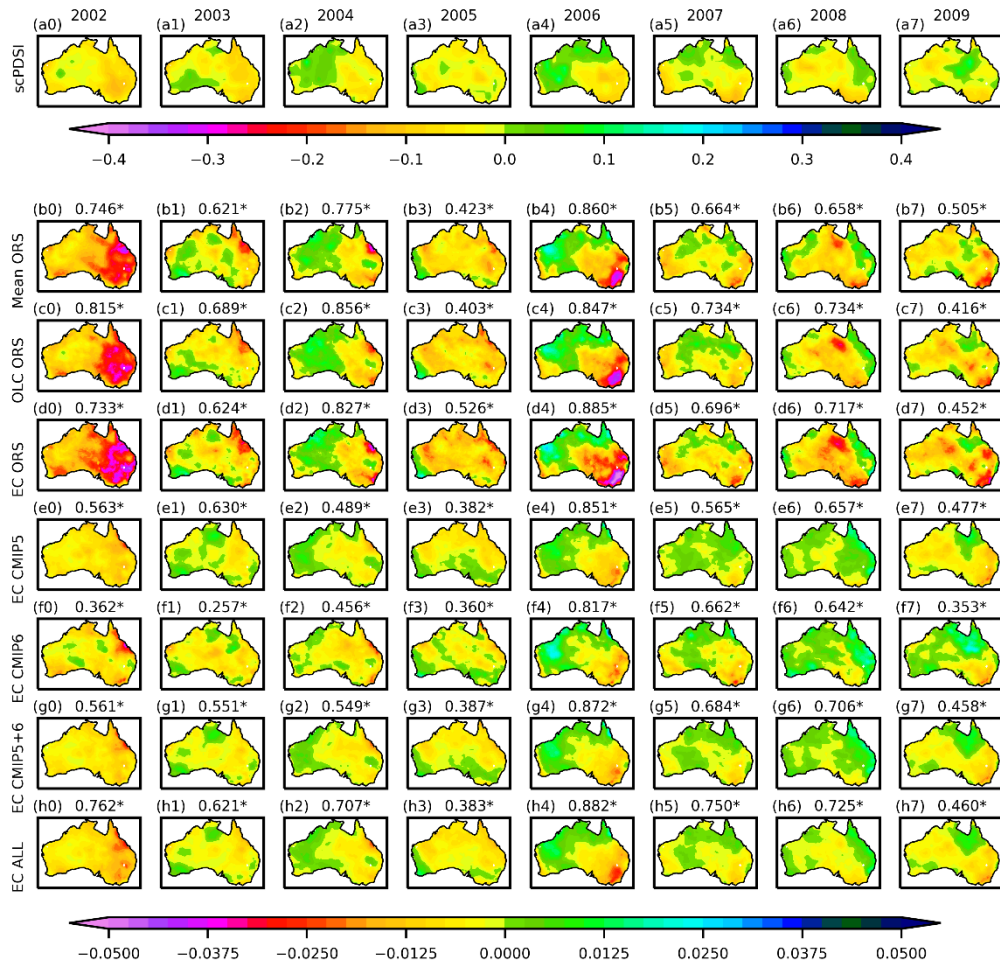 2002 2003 2004 2005 2006 2007 2008 2009
(a0) (a1) (a2) (a3) (a4) (a5) (a6) (a7)
scPDSI
−0.4 −0.3 −0.2 −0.1 0.0 0.1 0.2 0.3 0.4
(b0) 0.746* (b1) 0.621* (b2) 0.775* (b3) 0.423* (b4) 0.860* (b5) 0.664* (b6) 0.658* (b7) 0.505*
Mean ORS
(c0) 0.815* (c1) 0.689* (c2) 0.856* (c3) 0.403* (c4) 0.847* (c5) 0.734* (c6) 0.734* (c7) 0.416*
OLC ORS
(d0) 0.733* (d1) 0.624* (d2) 0.827* (d3) 0.526* (d4) 0.885* (d5) 0.696* (d6) 0.717* (d7) 0.452*
EC ORS
(e0) 0.563* (e1) 0.630* (e2) 0.489* (e3) 0.382* (e4) 0.851* (e5) 0.565* (e6) 0.657* (e7) 0.477*
EC CMIP5
(f0) 0.362* (f1) 0.257* (f2) 0.456* (f3) 0.360* (f4) 0.817* (f5) 0.662* (f6) 0.642* (f7) 0.353*
EC CMIP6
(g0) 0.561* (g1) 0.551* (g2) 0.549* (g3) 0.387* (g4) 0.872* (g5) 0.684* (g6) 0.706* (g7) 0.458*
EC CMIP5+6
(h0) 0.762* (h1) 0.621* (h2) 0.707* (h3) 0.383* (h4) 0.882* (h5) 0.750* (h6) 0.725* (h7) 0.460*
EC ALL
−0.0500 −0.0375 −0.0250 −0.0125 0.0000 0.0125 0.0250 0.0375 0.0500